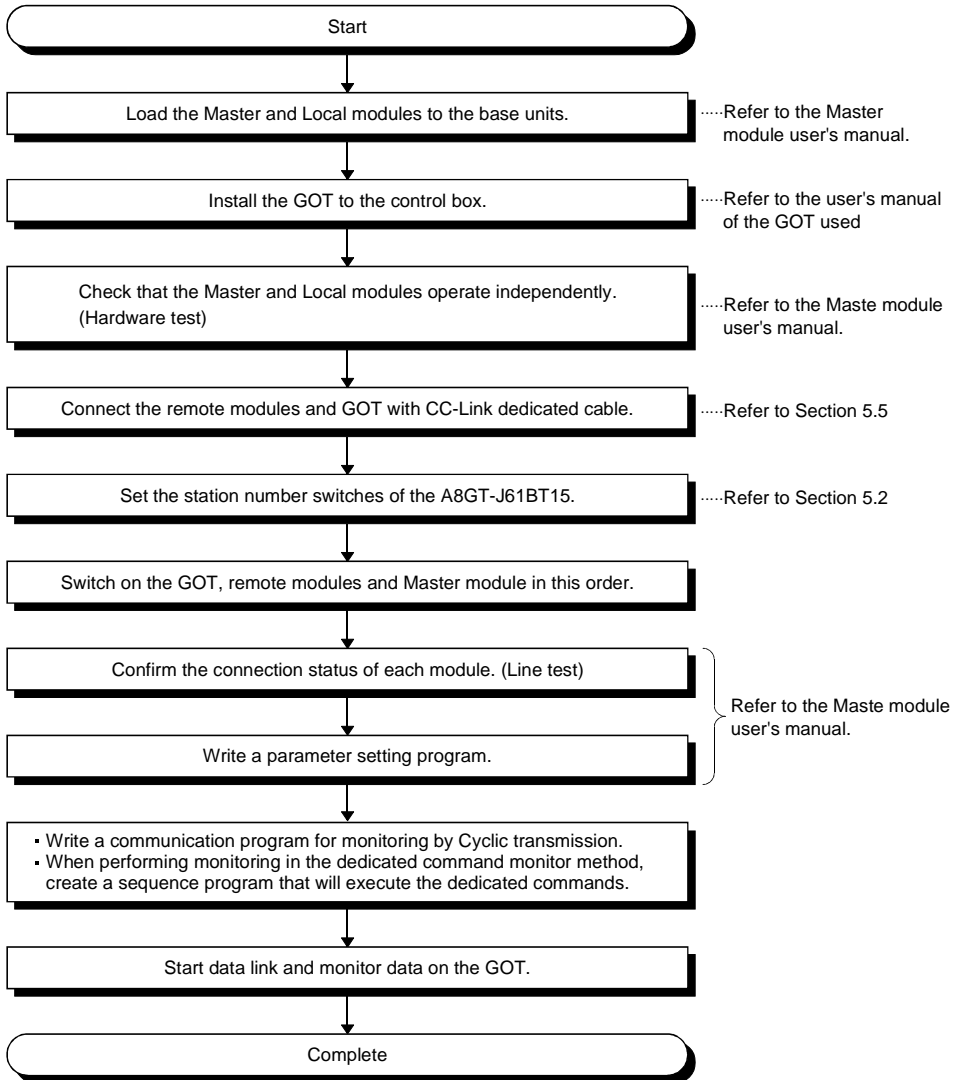 Start
Load the Master and Local modules to the base units.
·····Refer to the Master
module user's manual.
Install the GOT to the control box.
·····Refer to the user's manual
of the GOT used
Check that the Master and Local modules operate independently.
(Hardware test)
·····Refer to the Maste module
user's manual.
Connect the remote modules and GOT with CC-Link dedicated cable.
·····Refer to Section 5.5
Set the station number switches of the A8GT-J61BT15.
·····Refer to Section 5.2
Switch on the GOT, remote modules and Master module in this order.
Confirm the connection status of each module. (Line test)
Write a parameter setting program.
Refer to the Maste module
user's manual.
▪ Write a communication program for monitoring by Cyclic transmission.
▪ When performing monitoring in the dedicated command monitor method,
create a sequence program that will execute the dedicated commands.
Start data link and monitor data on the GOT.
Complete